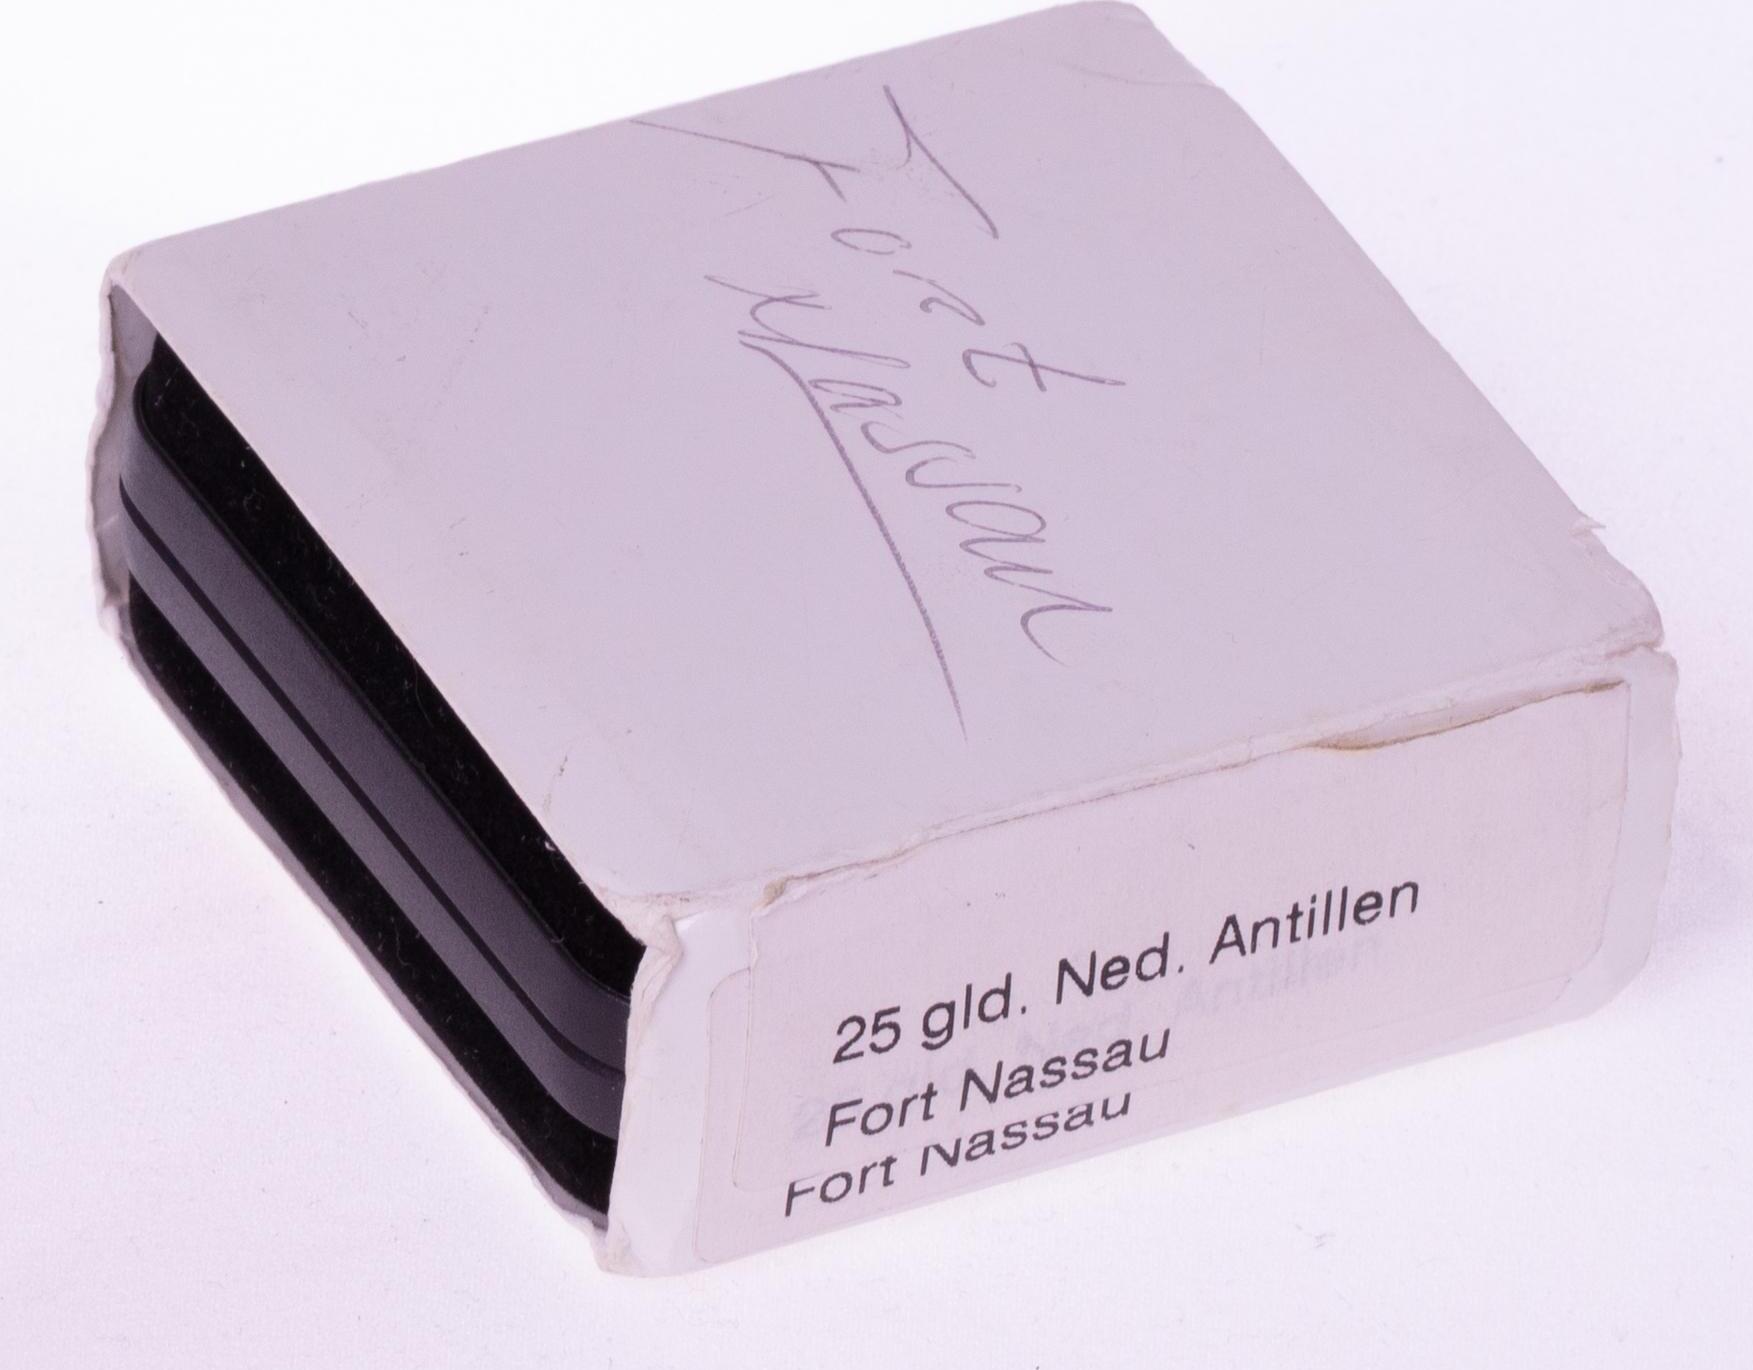 Fort
Nassau
25 gld. Ned. Antillen
Fort Nassau
Fort Nassau